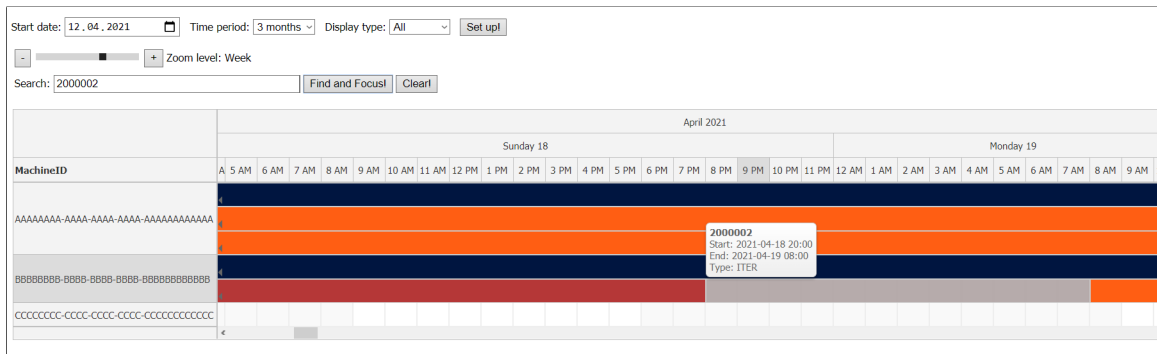 Start date: 12.04.2021 Time period: 3 months Display type: All Set up!
- + Zoom level: Week
Search: 2000002 Find and Focus! Clear!
April 2021
Sunday 18 Monday 19
MachineID A 5 AM 6 AM 7 AM 8 AM 9 AM 10 AM 11 AM 12 PM 1 PM 2 PM 3 PM 4 PM 5 PM 6 PM 7 PM 8 PM 9 PM 10 PM 11 PM 12 AM 1 AM 2 AM 3 AM 4 AM 5 AM 6 AM 7 AM 8 AM 9 AM
AAAAAAAA-AAAA-AAAA-AAAA-AAAAAAAAAAAA
2000002
Start: 2021-04-18 20:00
End: 2021-04-19 08:00
Type: ITER
BBBBBBBB-BBBB-BBBB-BBBB-BBBBBBBBBBBB
CCCCCCCC-CCCC-CCCC-CCCC-CCCCCCCCCCCC